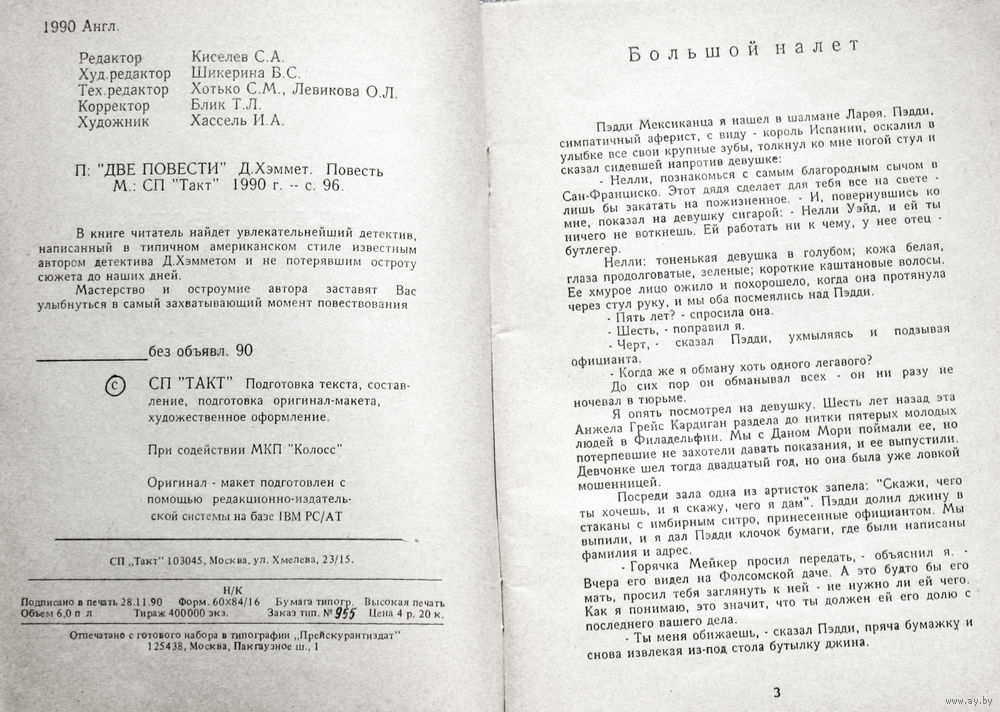 1990 Англ.
Редактор Киселев С.А.
Худ.редактор Шикерина В.С.
Тех.редактор Хотько С.М., Левикова О.Л.
Корректор Блик Т.Л.
Художник Хассель И.А.
П: "ДВЕ ПОВЕСТИ" Д.Хэммет. Повесть
М.: СП "Такт" 1990 г. -- с. 96.
В книге читатель найдет увлекательнейший детектив,
написанный в типичном американском стиле известным
автором детектива Д.Хэмметом и не потерявшим остроту
сюжета до наших дней.
Мастерство и остроумие автора заставят Вас
улыбнуться в самый захватывающий момент повествования
без объявл. 90
© СП "ТАКТ" Подготовка текста, состав-
ление, подготовка оригинал-макета,
художественное оформление.
При содействии МКП "Колосс"
Оригинал - макет подготовлен с
помощью редакционно-издатель-
ской системы на базе IBM PC/AT
СП „Такт" 103045, Москва, ул. Хмелева, 23/15.
Н/К
Подписано в печать 28.11.90 Форм. 60х84/16 Бумага типогр. Высокая печать
Объем 6,0 п л Тираж 400000 экз. Заказ тип. № 955 Цена 4 р. 20 к.
Отпечатано с готового набора в типографии „Прейскурантиздат"
125438, Москва, Пакгаузное ш., 1
Большой налет
Пэдди Мексиканца я нашел в шалмане Ларөя. Пэдди,
симпатичный аферист, с виду - король Испании, оскалил в
улыбке все свои крупные зубы, толкнул ко мне ногой стул и
сказал сидевшей напротив девушке:
- Нелли, познакомься с самым благородным сычом в
Сан-Франциско. Этот дядя сделает для тебя все на свете -
лишь бы закатать на пожизненное. - И, повернувшись ко
мне, показал на девушку сигарой: - Нелли Уэйд, и ей ты
ничего не воткнешь. Ей работать ни к чему, у нее отец -
бутлегер.
Нелли: тоненькая девушка в голубом; кожа белая,
глаза продолговатые, зеленые; короткие каштановые волосы.
Ее хмурое лицо ожило и похорошело, когда она протянула
через стул руку, и мы оба посмеялись над Пэдди.
- Пять лет? - спросила она.
- Шесть, - поправил я.
- Черт, - сказал Пэдди, ухмыляясь и подзывая
официанта.
- Когда же я обману хоть одного легавого?
До сих пор он обманывал всех - он ни разу не
ночевал в тюрьме.
Я опять посмотрел на девушку. Шесть лет назад эта
Анжела Грейс Кардиган раздела до нитки пятерых молодых
людей в Филадельфии. Мы с Даном Мори поймали ее, но
потерпевшие не захотели давать показания, и ее выпустили.
Девчонке шел тогда двадцатый год, но она была уже ловкой
мошенницей.
Посреди зала одна из артисток запела: "Скажи, чего
ты хочешь, и я скажу, чего я дам". Пэдди долил джину в
стаканы с имбирным ситро, принесенные официантом. Мы
выпили, и я дал Пэдди клочок бумаги, где были написаны
фамилия и адрес.
- Горячка Мейкер просил передать, - объяснил я. -
Вчера его видел на Фолсомской даче. А это будто бы его
мать, просил тебя заглянуть к ней - не нужно ли ей чего.
Как я понимаю, это значит, что ты должен ей его долю с
последнего вашего дела.
- Ты меня обижаешь, - сказал Пэдди, пряча бумажку и
снова извлекая из-под стола бутылку джина.
3
www.ay.by